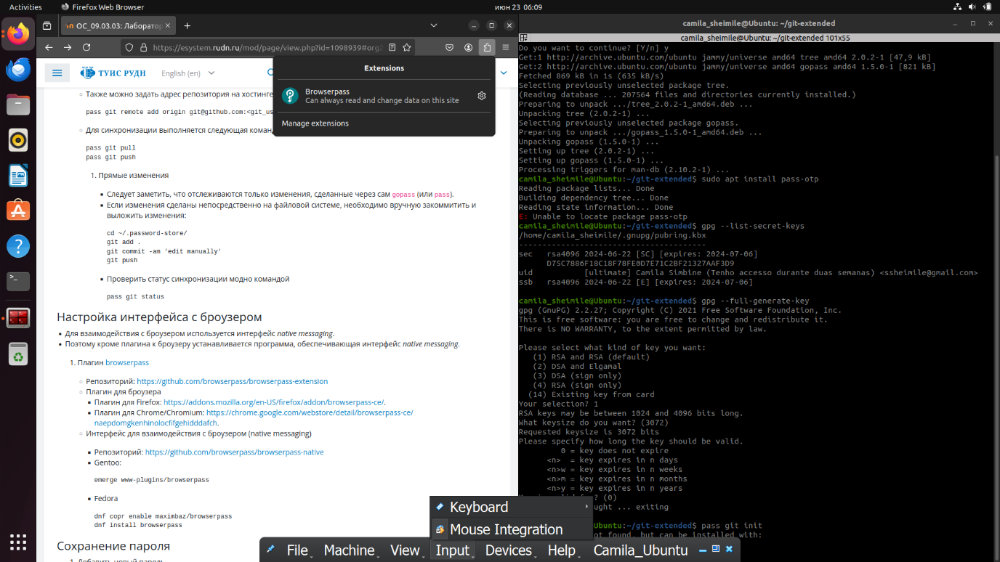 Activities
Firefox Web Browser
июн 23 06:09
ОС_09.03.03: Лаборатор
https://esystem.rudn.ru/mod/page/view.php?id=1098939#org2
ТУИС РУДН
English (en)
Extensions
Browserpass
Can always read and change data on this site
Manage extensions
Также можно задать адрес репозитория на хостинге
pass git remote add origin git@github.com:<git_us
Для синхронизации выполняется следующая коман
pass git pull
pass git push
1. Прямые изменения
Следует заметить, что отслеживаются только изменения, сделанные через сам gopass (или pass).
Если изменения сделаны непосредственно на файловой системе, необходимо вручную закоммитить и
выложить изменения:
cd ~/.password-store/
git add .
git commit -am 'edit manually'
git push
Проверить статус синхронизации модно командой
pass git status
Настройка интерфейса с броузером
Для взаимодействия с броузером используется интерфейс native messaging.
Поэтому кроме плагина к броузеру устанавливается программа, обеспечивающая интерфейс native messaging.
1. Плагин browserpass
Репозиторий: https://github.com/browserpass/browserpass-extension
Плагин для броузера
Плагин для Firefox: https://addons.mozilla.org/en-US/firefox/addon/browserpass-ce/.
Плагин для Chrome/Chromium: https://chrome.google.com/webstore/detail/browserpass-ce/
naepdomgkenhinolocfifgehidddafch.
Интерфейс для взаимодействия с броузером (native messaging)
Репозиторий: https://github.com/browserpass/browserpass-native
Gentoo:
emerge www-plugins/browserpass
Fedora
dnf copr enable maximbaz/browserpass
dnf install browserpass
Сохранение пароля
1. Добавить новый пароль
camila_sheimile@Ubuntu: ~/git-extended
camila_sheimile@Ubuntu: ~/git-extended 101x55
Do you want to continue? [Y/n] y
Get:1 http://archive.ubuntu.com/ubuntu jammy/universe amd64 tree amd64 2.0.2-1 [47,9 kB]
Get:2 http://archive.ubuntu.com/ubuntu jammy/universe amd64 gopass amd64 1.5.0-1 [821 kB]
Fetched 869 kB in 1s (635 kB/s)
Selecting previously unselected package tree.
(Reading database ... 207564 files and directories currently installed.)
Preparing to unpack .../tree_2.0.2-1_amd64.deb ...
Unpacking tree (2.0.2-1) ...
Selecting previously unselected package gopass.
Preparing to unpack .../gopass_1.5.0-1_amd64.deb ...
Unpacking gopass (1.5.0-1) ...
Setting up tree (2.0.2-1) ...
Setting up gopass (1.5.0-1) ...
Processing triggers for man-db (2.10.2-1) ...
camila_sheimile@Ubuntu:~/git-extended$ sudo apt install pass-otp
Reading package lists... Done
Building dependency tree... Done
Reading state information... Done
E: Unable to locate package pass-otp
camila_sheimile@Ubuntu:~/git-extended$ gpg --list-secret-keys
/home/camila_sheimile/.gnupg/pubring.kbx
----------------------------------------
sec   rsa4096 2024-06-22 [SC] [expires: 2024-07-06]
D75C7886F18C18F78FE0D7E71C2BF21327AAF3D9
uid           [ultimate] Camila Simbine (Tenho accesso durante duas semanas) <ssheimile@gmail.com>
ssb   rsa4096 2024-06-22 [E] [expires: 2024-07-06]
camila_sheimile@Ubuntu:~/git-extended$ gpg --full-generate-key
gpg (GnuPG) 2.2.27; Copyright (C) 2021 Free Software Foundation, Inc.
This is free software: you are free to change and redistribute it.
There is NO WARRANTY, to the extent permitted by law.
Please select what kind of key you want:
(1) RSA and RSA (default)
(2) DSA and Elgamal
(3) DSA (sign only)
(4) RSA (sign only)
(14) Existing key from card
Your selection? 1
RSA keys may be between 1024 and 4096 bits long.
What keysize do you want? (3072)
Requested keysize is 3072 bits
Please specify how long the key should be valid.
0 = key does not expire
<n>  = key expires in n days
<n>w = key expires in n weeks
<n>m = key expires in n months
<n>y = key expires in n years
? (0)
ught ... exiting
Ubuntu:~/git-extended$ pass git init
ot found, but can be installed with:
Keyboard
Mouse Integration
File Machine View Input Devices Help Camila_Ubuntu